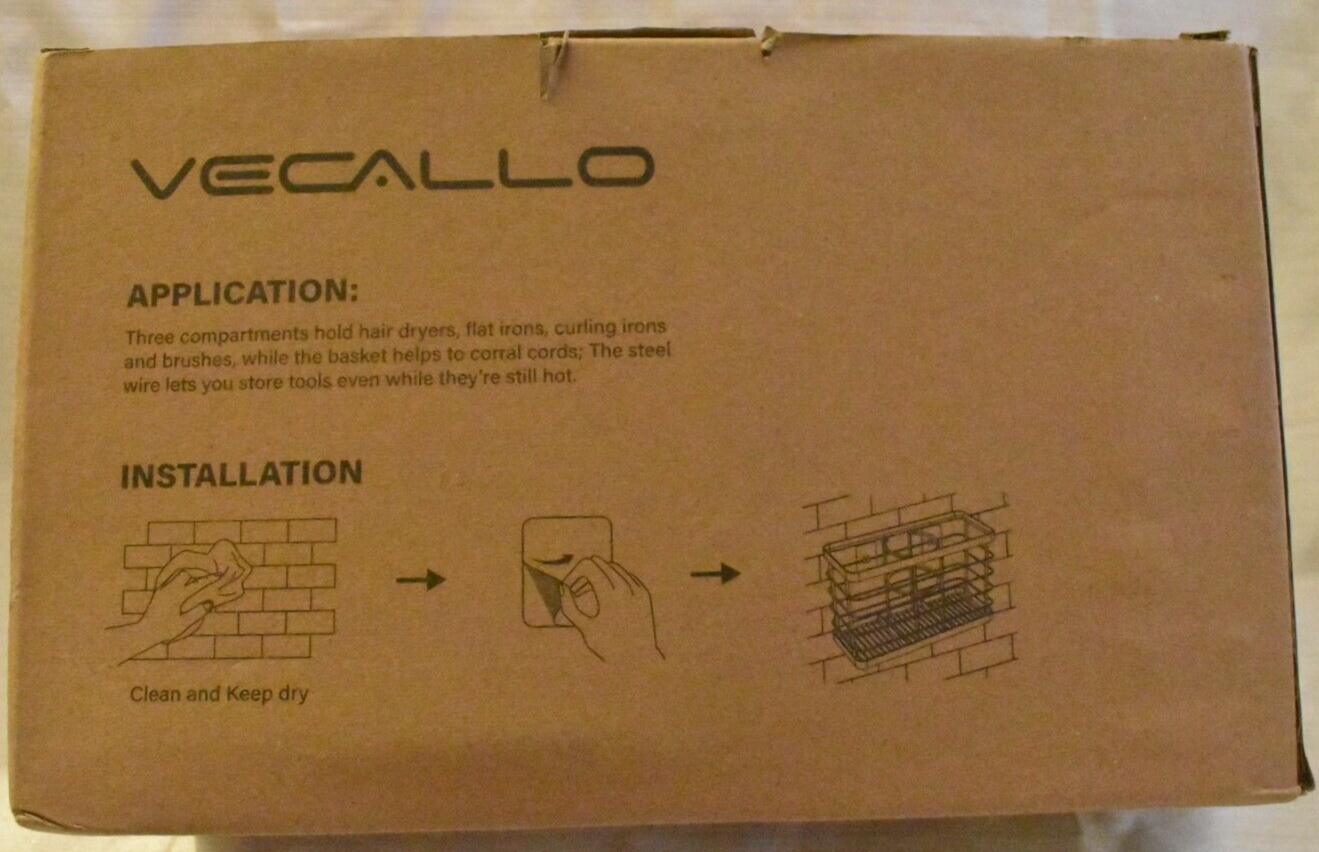 VECALLO
APPLICATION:
Three compartments hold hair dryers, flat irons, curling irons
and brushes, while the basket helps to corral cords; The steel
wire lets you store tools even while they're still hot.
INSTALLATION
Clean and Keep dry